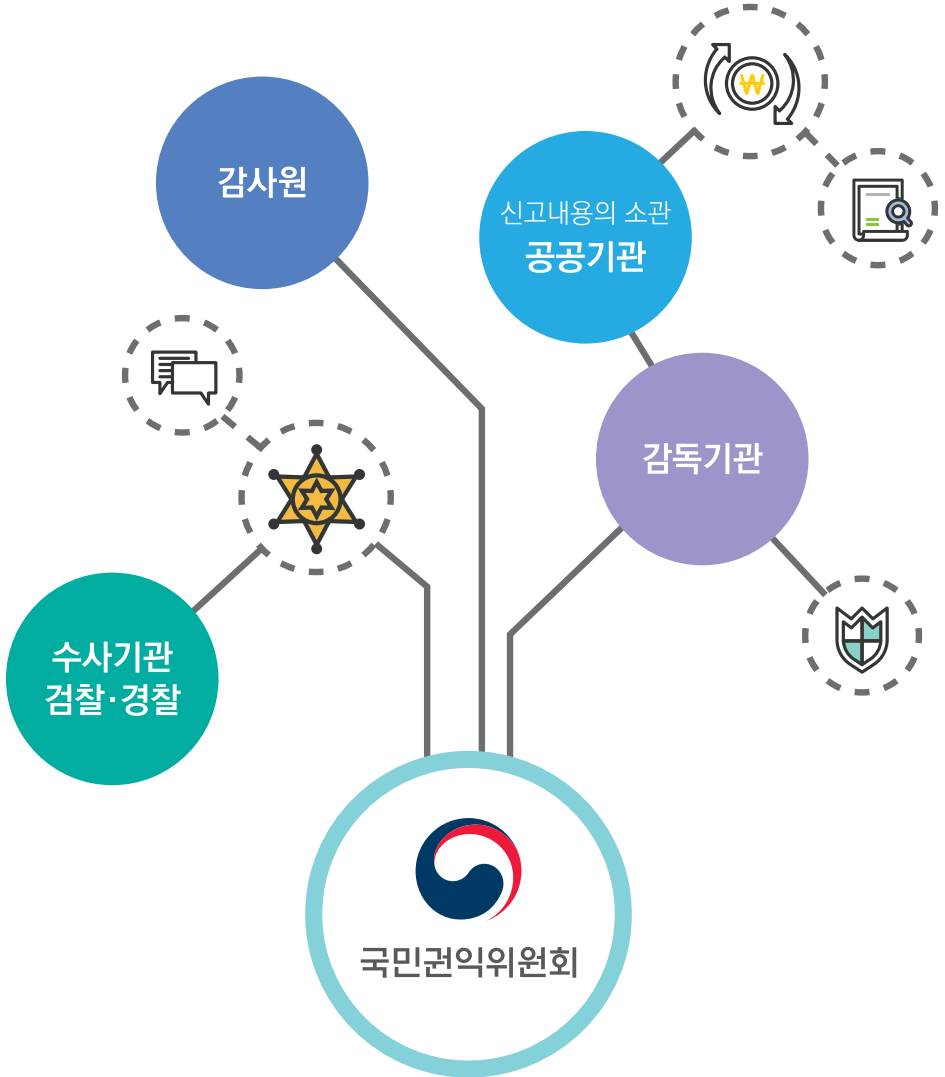 감사원
신고내용의 소관
공공기관
감독기관
수사기관
검찰·경찰
국민권익위원회